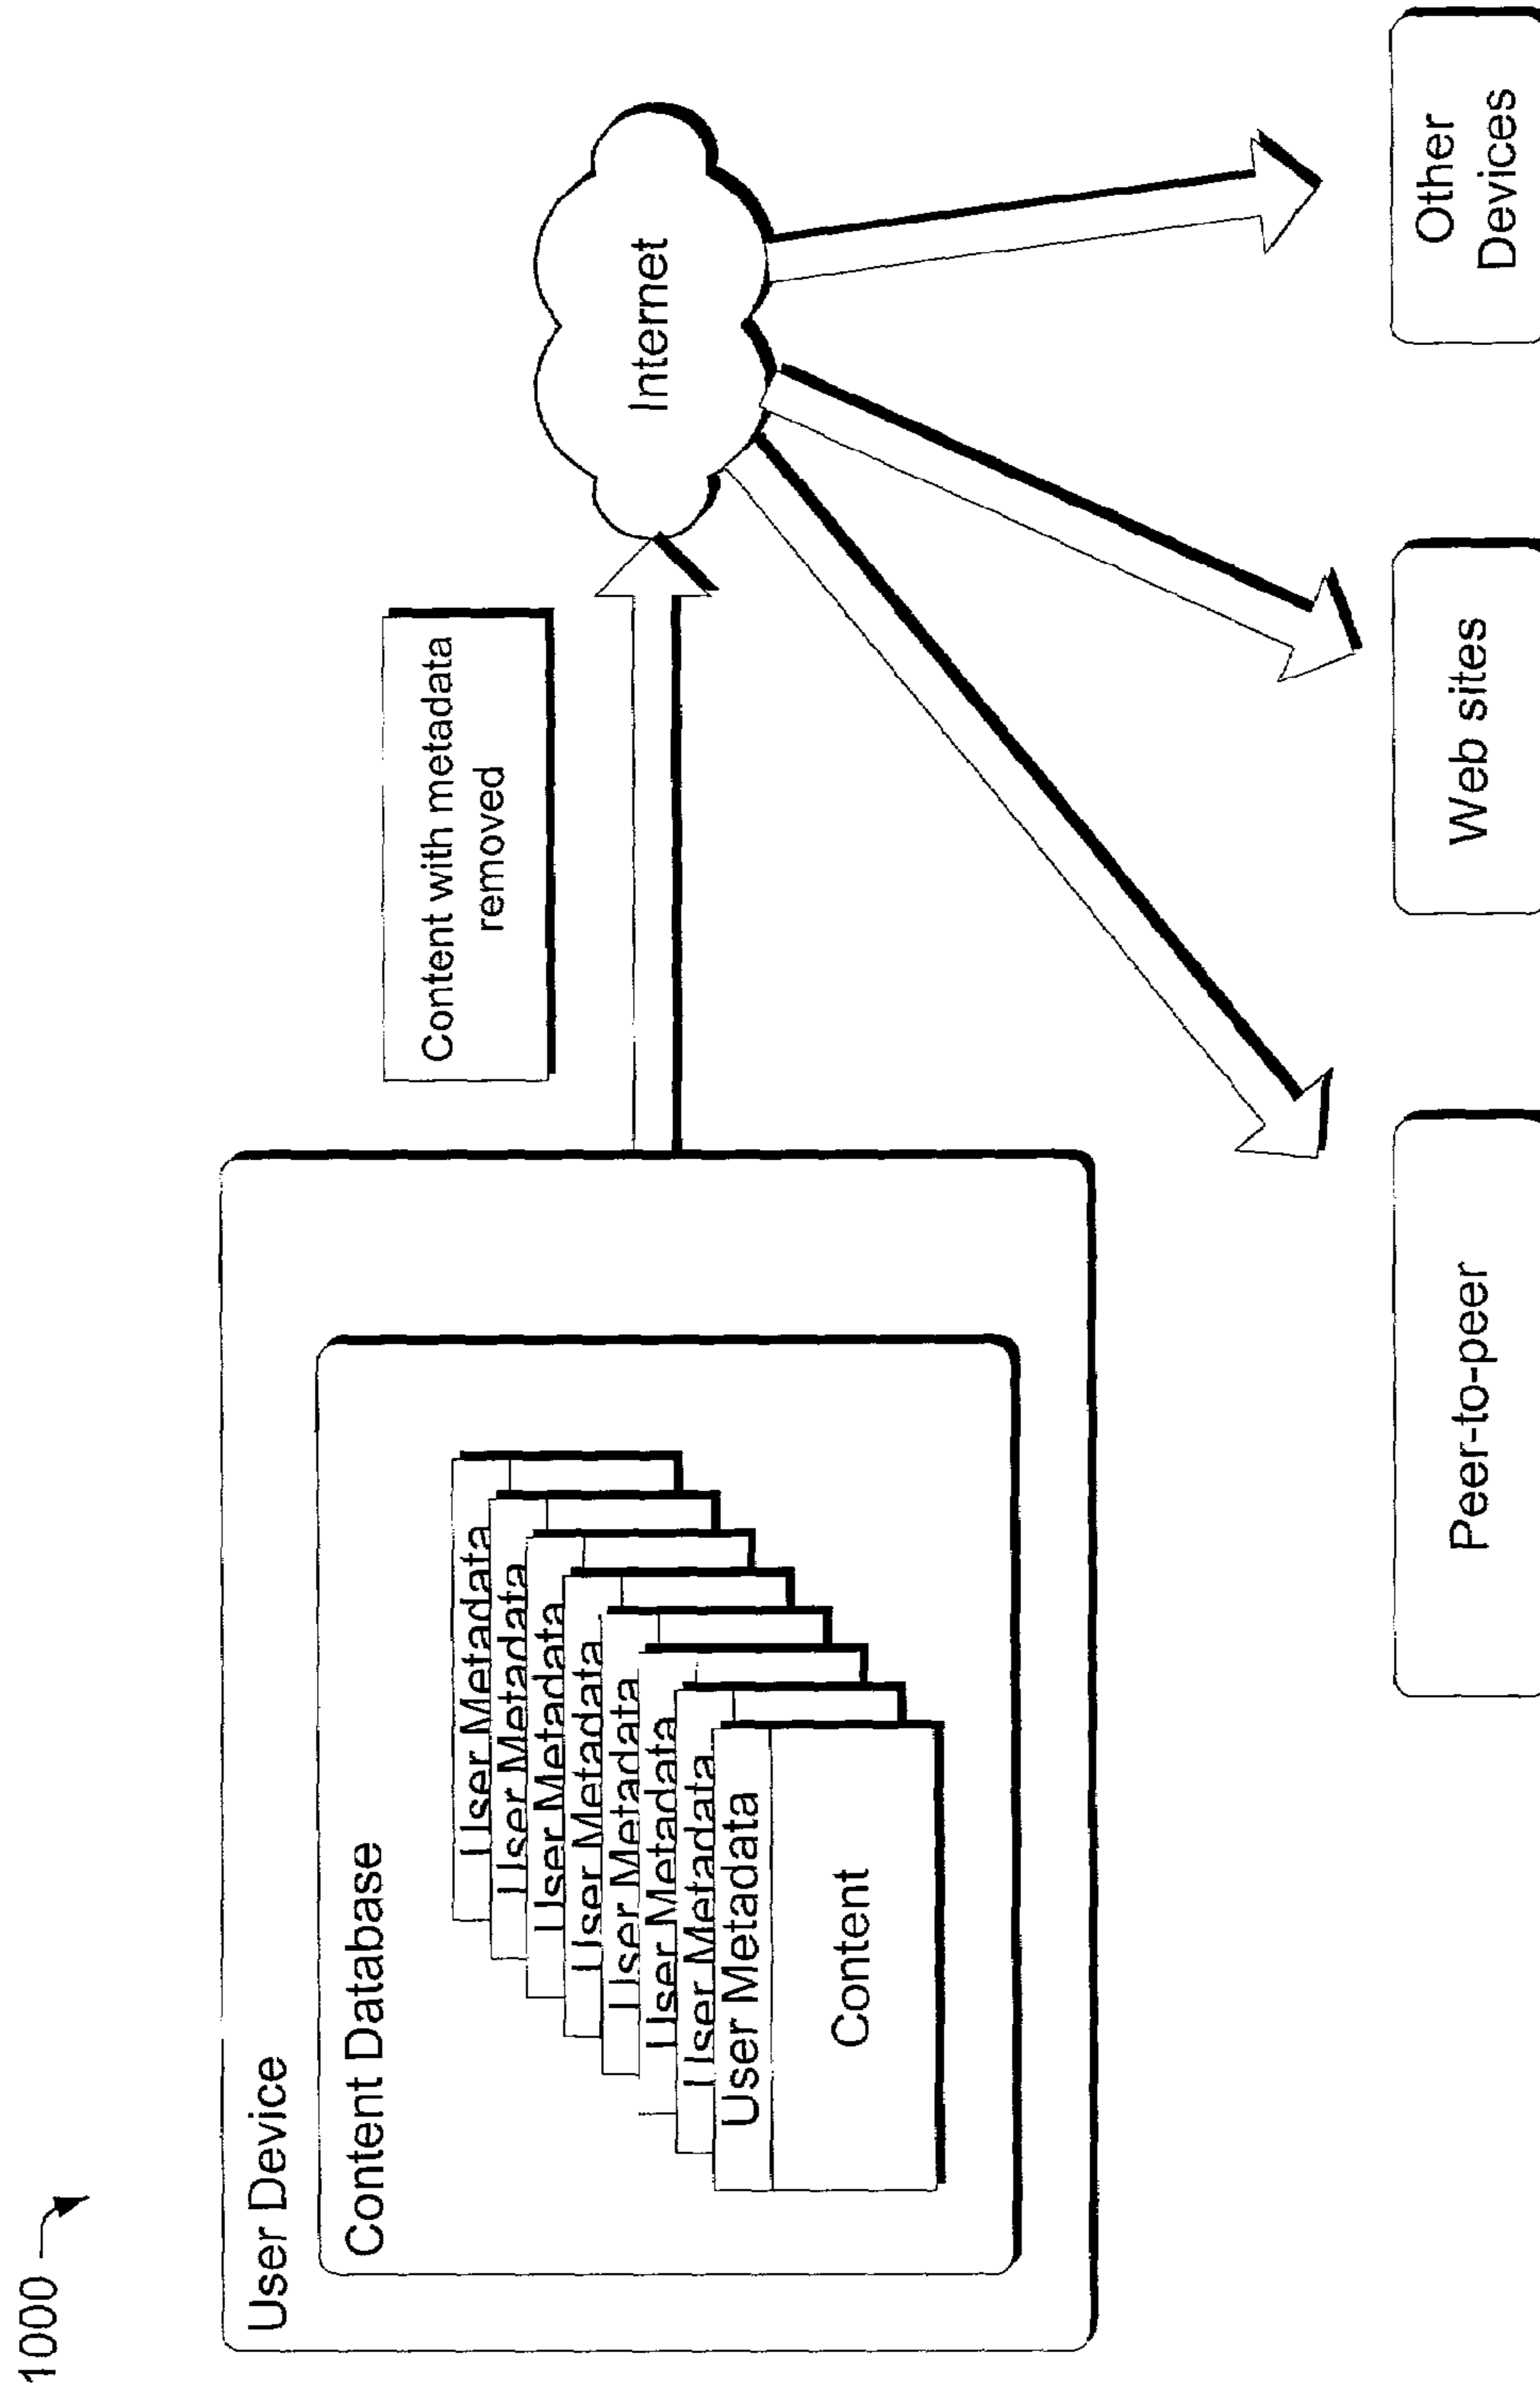 1000
User Device
Content Database
User Metadata
User Metadata
User Metadata
User Metadata
User Metadata
User Metadata
User Metadata
User Metadata
Content
Content with metadata
removed
Internet
Peer-to-peer
Web sites
Other
Devices